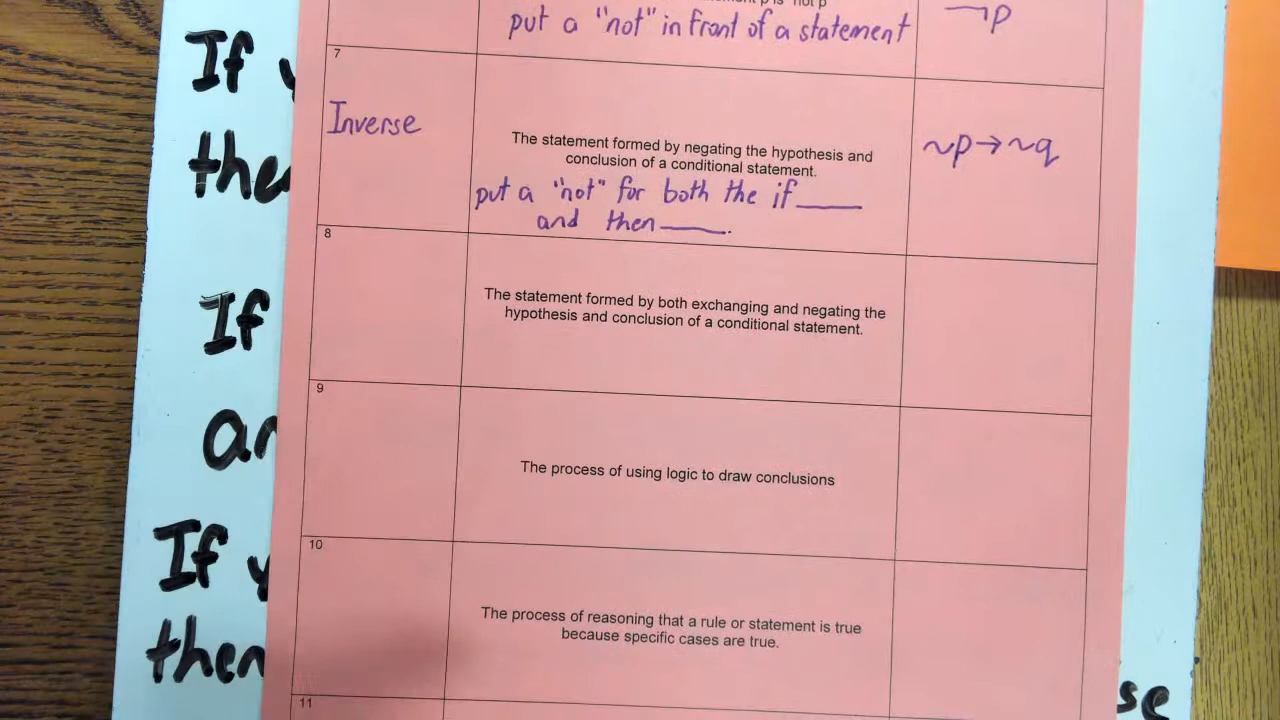 put a "not" in front of a statement
¬p
7
Inverse
The statement formed by negating the hypothesis and
conclusion of a conditional statement.
~p→~q
put a "not" for both the if____
and then____.
8
The statement formed by both exchanging and negating the
hypothesis and conclusion of a conditional statement.
9
The process of using logic to draw conclusions
10
The process of reasoning that a rule or statement is true
because specific cases are true.
11
If
the
If
an
If y
then
se